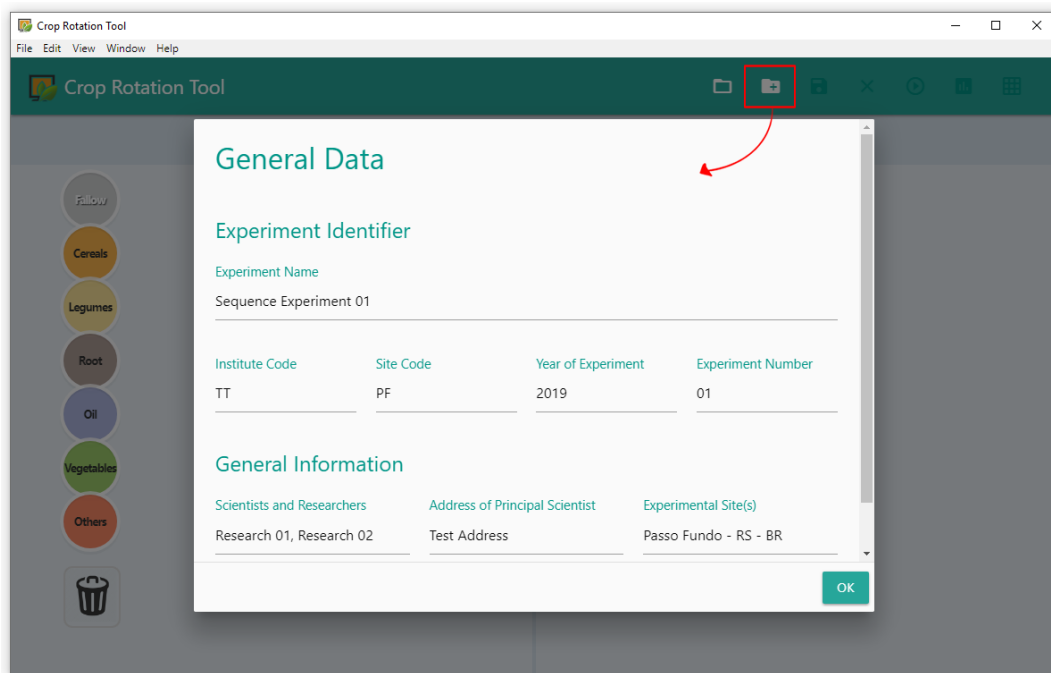 Crop Rotation Tool
File Edit View Window Help
Crop Rotation Tool
General Data
Experiment Identifier
Experiment Name
Sequence Experiment 01
Institute Code Site Code Year of Experiment Experiment Number
TT PF 2019 01
General Information
Scientists and Researchers Address of Principal Scientist Experimental Site(s)
Research 01, Research 02 Test Address Passo Fundo - RS - BR
OK
Fallow
Cereals
Legumes
Root
Oil
Vegetables
Others